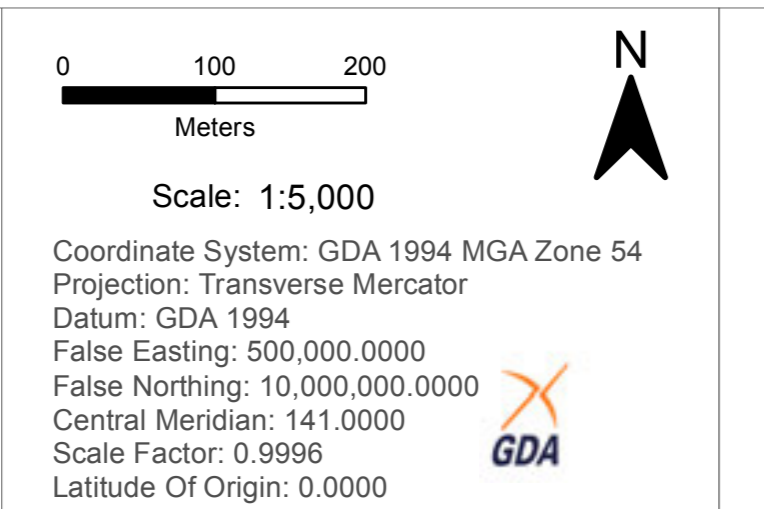 0 100 200
N
Meters
Scale: 1:5,000
Coordinate System: GDA 1994 MGA Zone 54
Projection: Transverse Mercator
Datum: GDA 1994
False Easting: 500,000.0000
False Northing: 10,000,000.0000
Central Meridian: 141.0000
Scale Factor: 0.9996
Latitude Of Origin: 0.0000
GDA